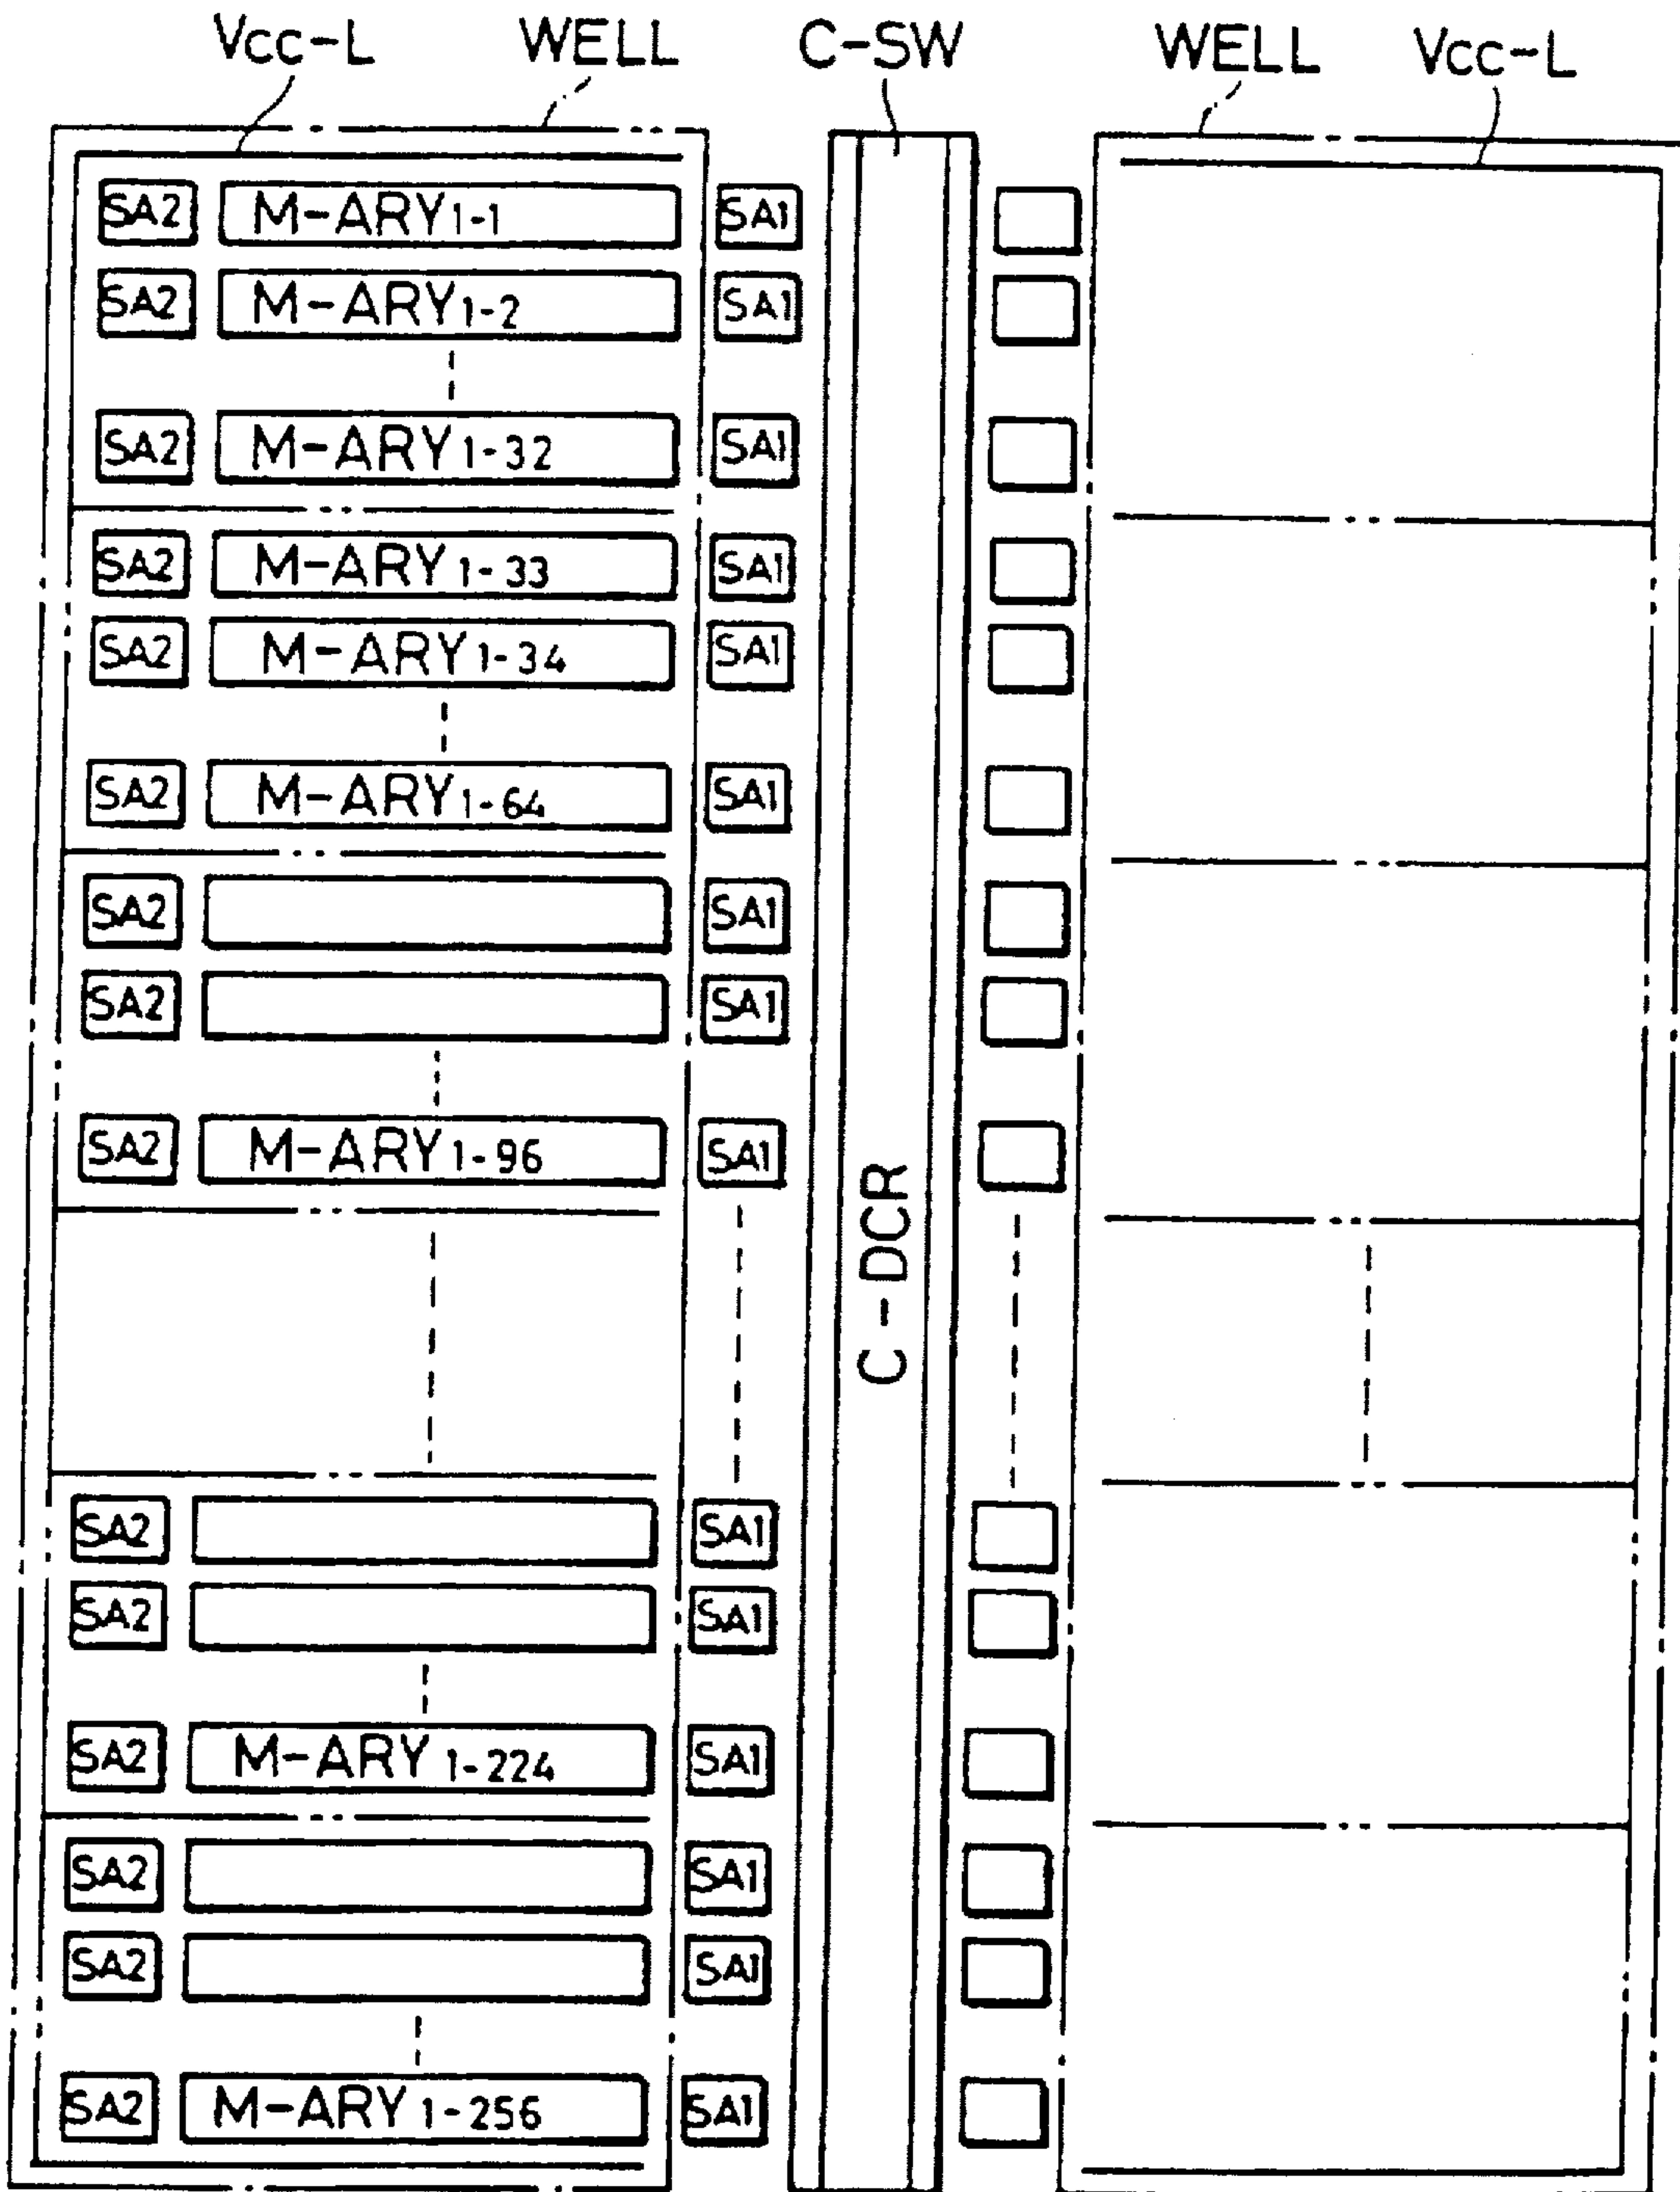 Vcc-L WELL C-SW WELL Vcc-L
SA2 M-ARY1-1 SA1
SA2 M-ARY1-2 SA1
SA2 M-ARY1-32 SA1
SA2 M-ARY1-33 SA1
SA2 M-ARY1-34 SA1
SA2 M-ARY1-64 SA1
SA2 SA1
SA2 SA1
SA2 M-ARY1-96 SA1
C-DCR
SA2 SA1
SA2 SA1
SA2 M-ARY1-224 SA1
SA2 SA1
SA2 SA1
SA2 M-ARY1-256 SA1